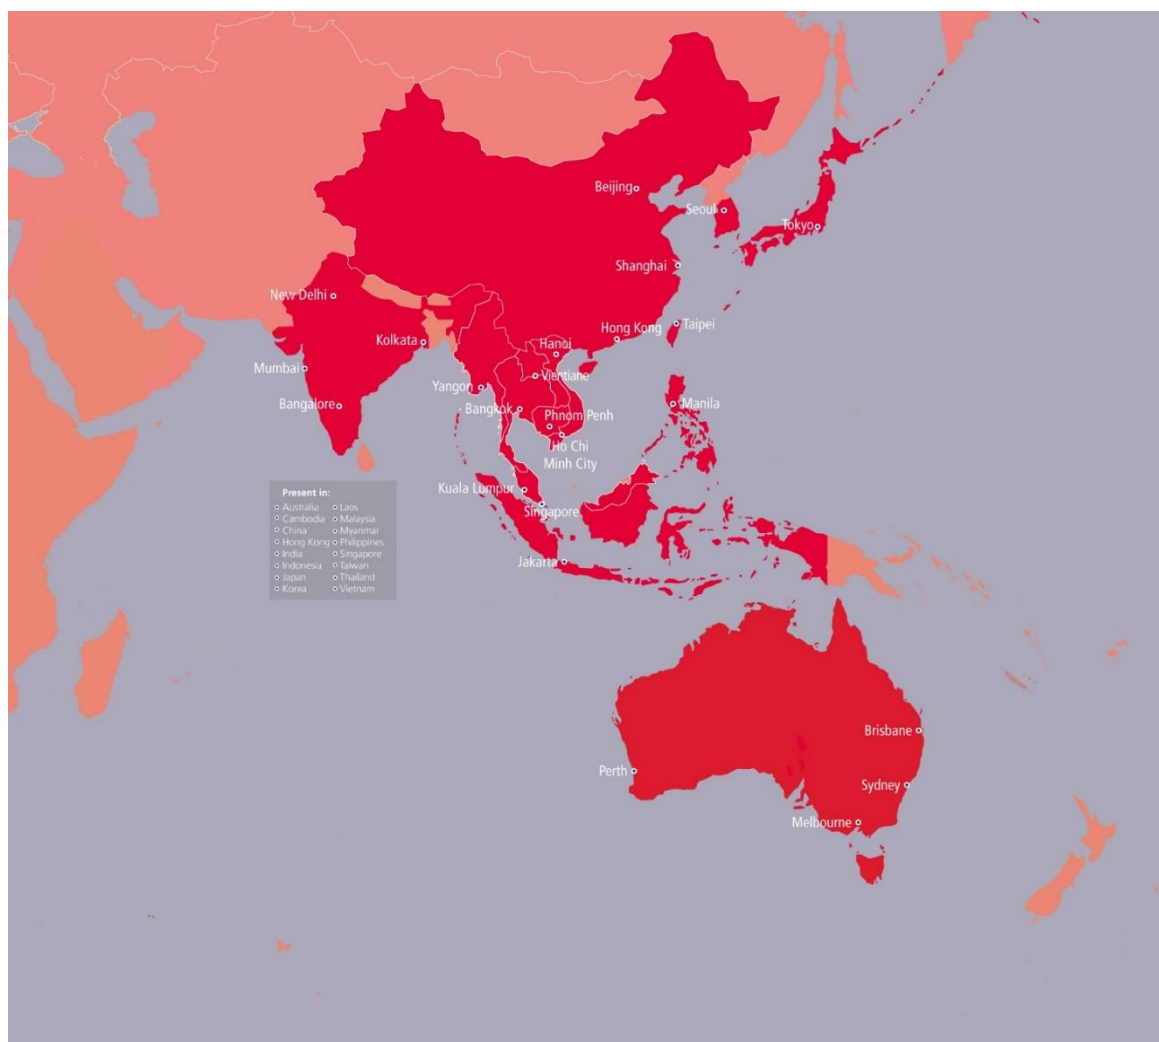 Beijing
Seoul
Tokyo
Shanghai
New Delhi
Taipei
Hong Kong
Kolkata
Hanoi
Mumbai
Vientiane
Yangon
Bangalore
Manila
Bangkok
Phnom Penh
Ho Chi
Minh City
Kuala Lumpur
Singapore
Present in:
Australia Laos
Cambodia Malaysia
China Myanmar
Hong Kong Philippines
India Singapore
Indonesia Taiwan
Japan Thailand
Korea Vietnam
Jakarta
Brisbane
Perth
Sydney
Melbourne